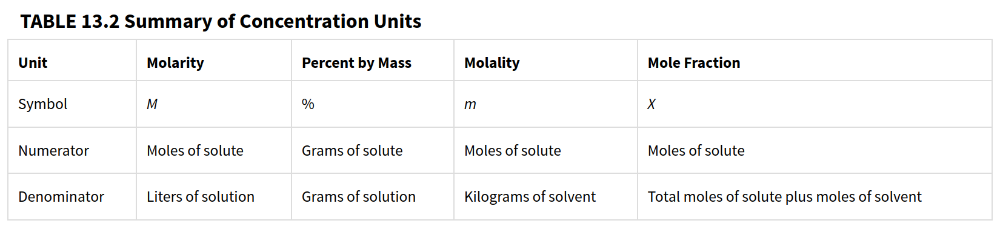 TABLE 13.2 Summary of Concentration Units
Unit Molarity Percent by Mass Molality Mole Fraction
Symbol M % m X
Numerator Moles of solute Grams of solute Moles of solute Moles of solute
Denominator Liters of solution Grams of solution Kilograms of solvent Total moles of solute plus moles of solvent